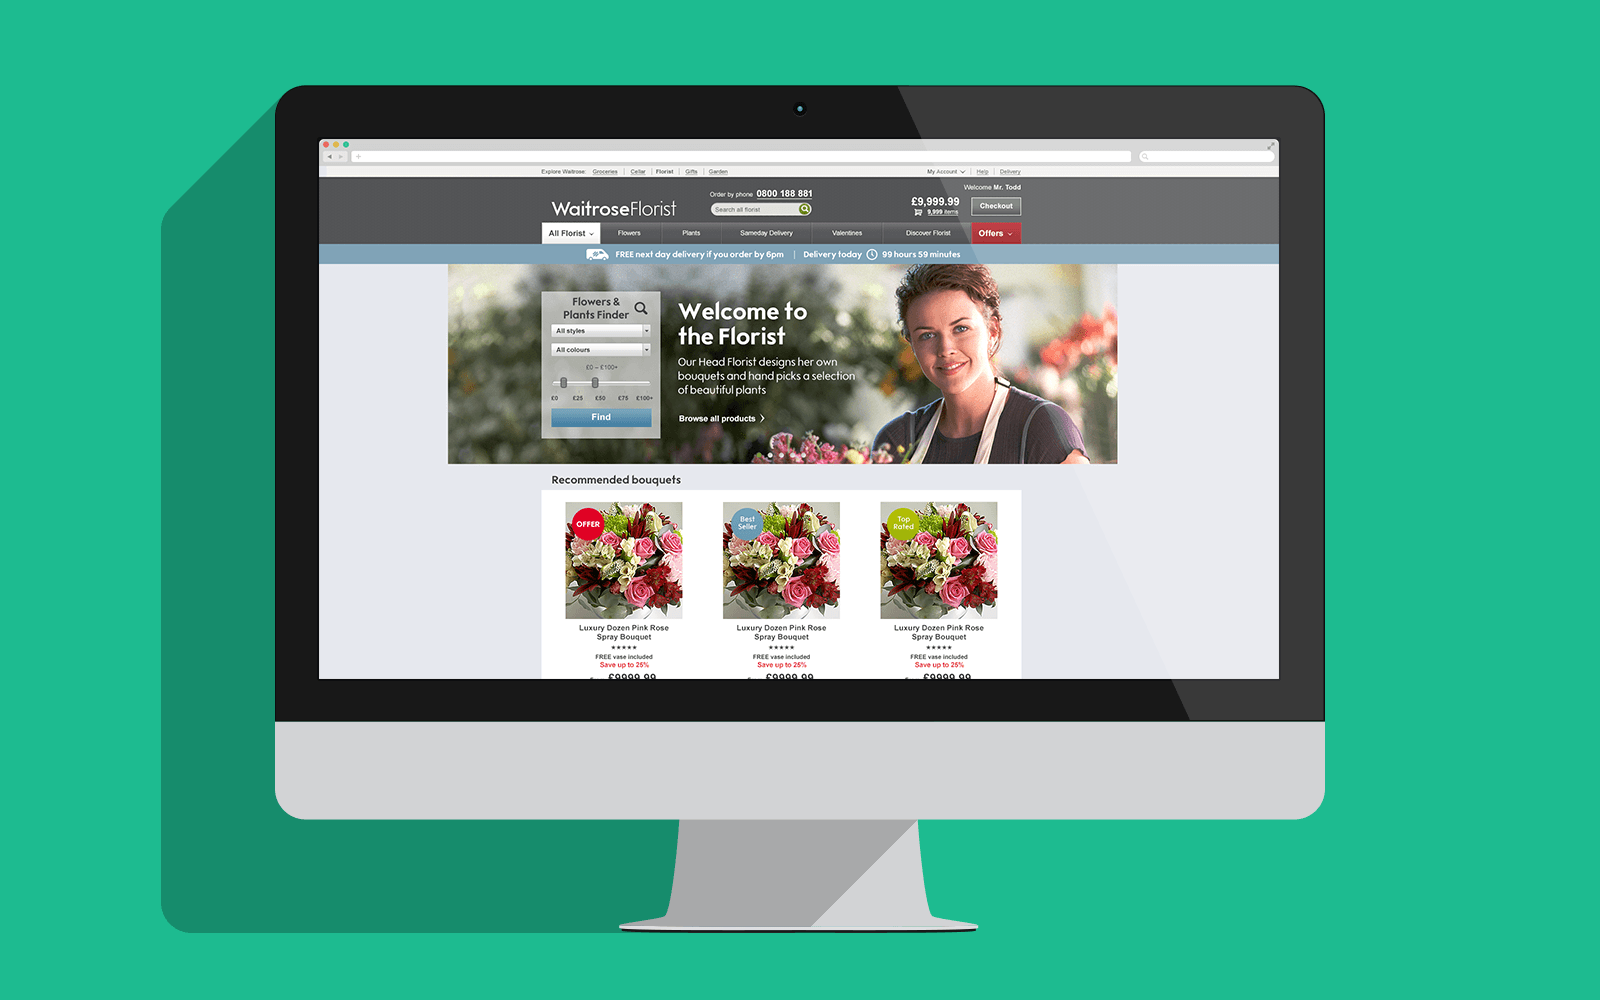 Explore Waitrose: Groceries | Cellar | Florist | Gifts | Garden
My Account | Help | Delivery
Welcome Mr. Todd
WaitroseFlorist
Order by phone 0800 188 881
Search all florist
£9,999.99
9,999 items
Checkout
All Florist
Flowers
Plants
Sameday Delivery
Valentines
Discover Florist
Offers
FREE next day delivery if you order by 6pm | Delivery today 99 hours 59 minutes
Flowers &
Plants Finder
All styles
All colours
£0 – £100+
£0 £25 £50 £75 £100+
Find
Welcome to
the Florist
Our Head Florist designs her own
bouquets and hand picks a selection
of beautiful plants
Browse all products
Recommended bouquets
OFFER
Luxury Dozen Pink Rose
Spray Bouquet
★★★★★
FREE vase included
Save up to 25%
£9999.99
Best
Seller
Luxury Dozen Pink Rose
Spray Bouquet
★★★★★
FREE vase included
Save up to 25%
£9999.99
Top
Rated
Luxury Dozen Pink Rose
Spray Bouquet
★★★★★
FREE vase included
Save up to 25%
£9999.99